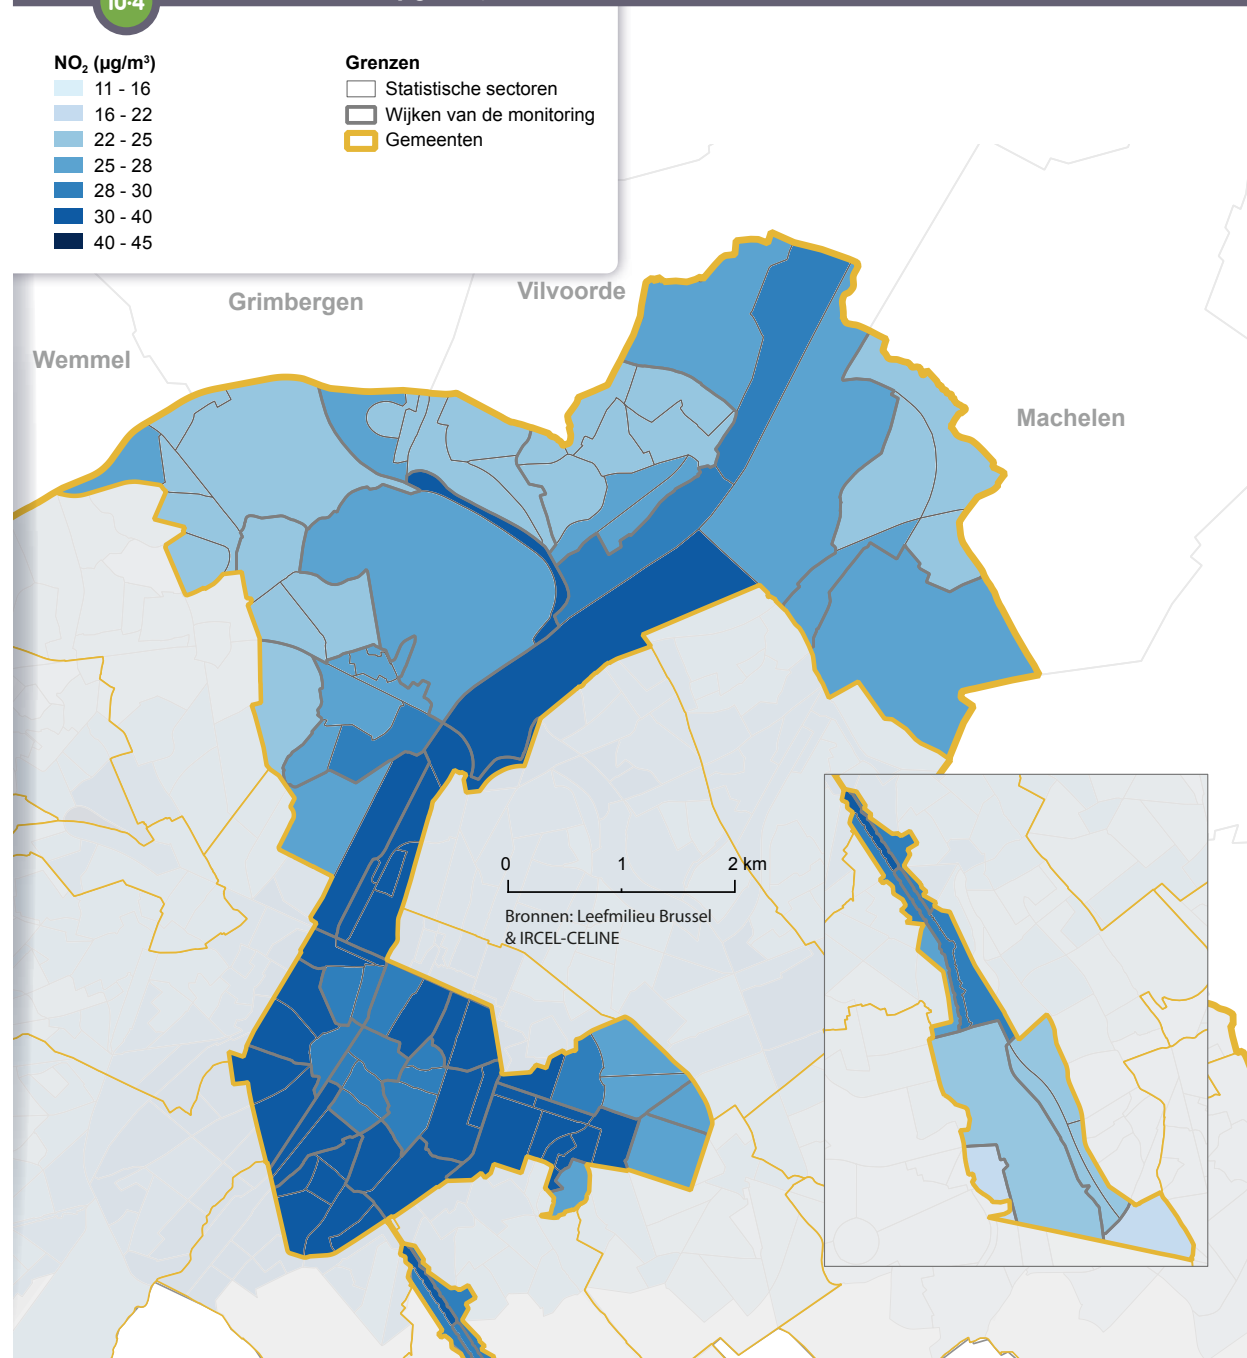 10.4
NO₂ (µg/m³)
11 - 16
16 - 22
22 - 25
25 - 28
28 - 30
30 - 40
40 - 45
Grenzen
Statistische sectoren
Wijken van de monitoring
Gemeenten
Grimbergen
Vilvoorde
Wemmel
Machelen
0 1 2 km
Bronnen: Leefmilieu Brussel
& IRCEL-CELINE